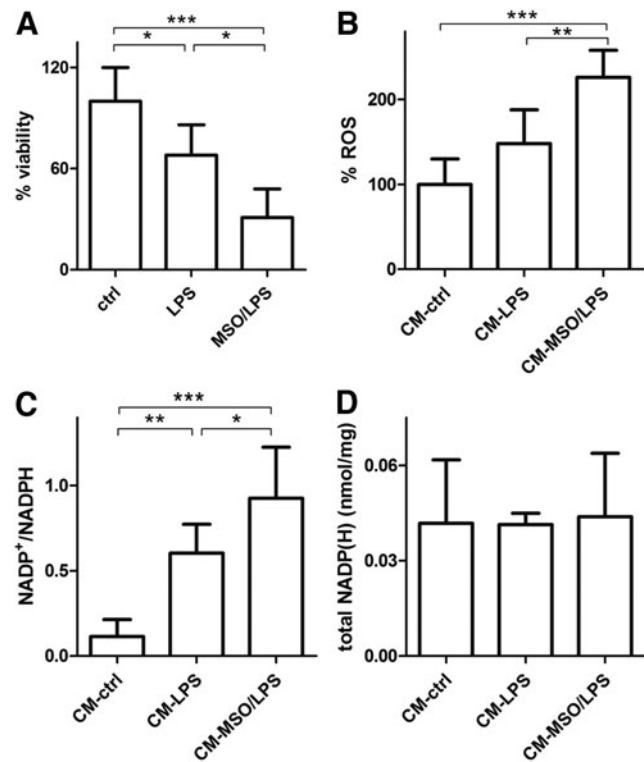 A
***
* *
% viability
120
60
0
ctrl
LPS
MSO/LPS
B
***
**
% ROS
200
100
0
CM-ctrl
CM-LPS
CM-MSO/LPS
C
***
** *
NADP+/NADPH
1.0
0.5
0.0
CM-ctrl
CM-LPS
CM-MSO/LPS
D
total NADP(H) (nmol/mg)
0.06
0.03
0.00
CM-ctrl
CM-LPS
CM-MSO/LPS